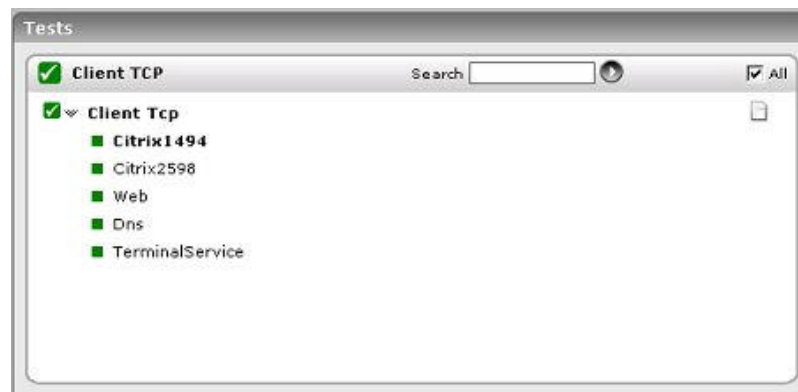 Tests
Client TCP Search All
Client Tcp
Citrix1494
Citrix2598
Web
Dns
TerminalService